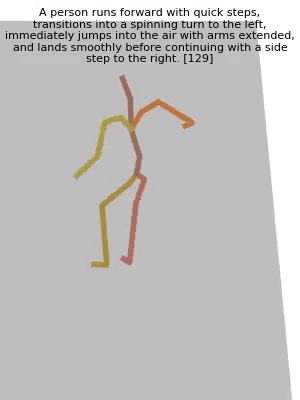 A person runs forward with quick steps,
transitions into a spinning turn to the left,
immediately jumps into the air with arms extended,
and lands smoothly before continuing with a side
step to the right. [129]